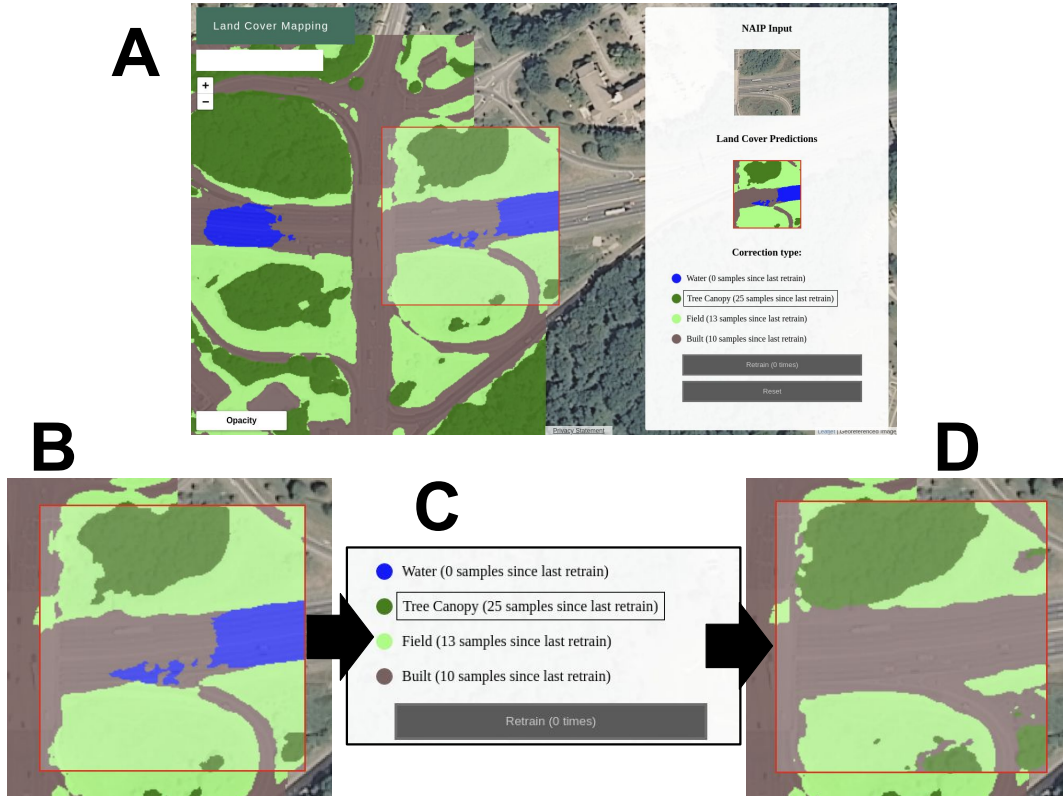 A
Land Cover Mapping
+
−
Opacity
Privacy Statement
NAIP Input
Land Cover Predictions
Correction type:
Water (0 samples since last retrain)
Tree Canopy (25 samples since last retrain)
Field (13 samples since last retrain)
Built (10 samples since last retrain)
Retrain (0 times)
Reset
Leaflet | Georeferenced Image
B
C
Water (0 samples since last retrain)
Tree Canopy (25 samples since last retrain)
Field (13 samples since last retrain)
Built (10 samples since last retrain)
Retrain (0 times)
D